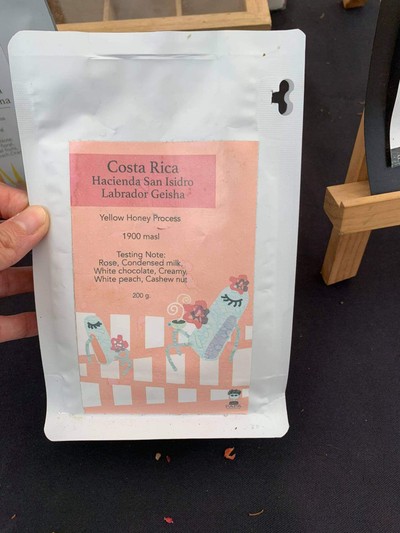 Costa Rica
Hacienda San Isidro
Labrador Geisha
Yellow Honey Process
1900 masl
Testing Note:
Rose, Condensed milk,
White chocolate, Creamy,
White peach, Cashew nut
200 g.